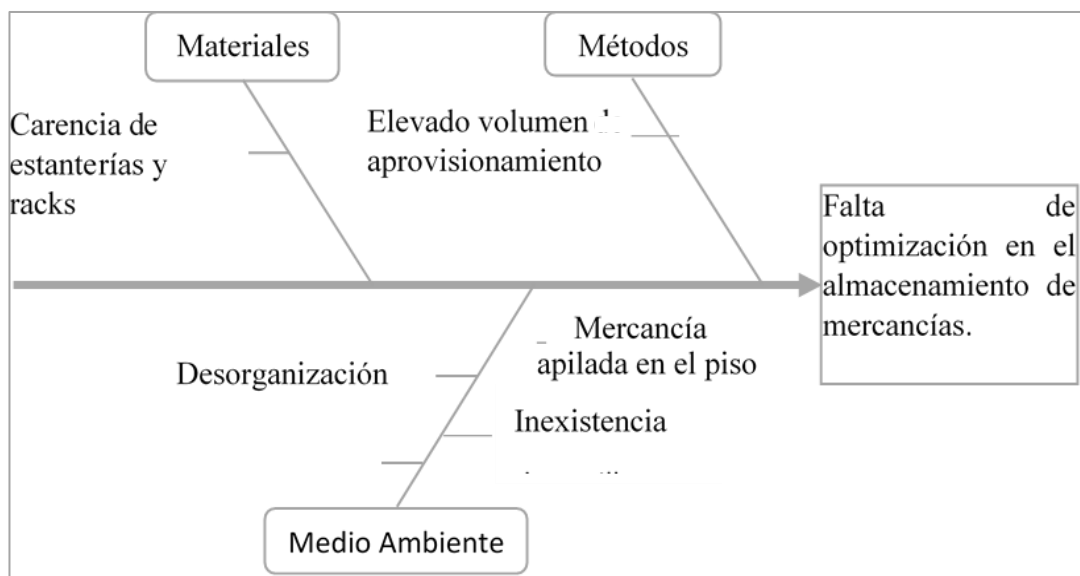 Materiales
Métodos
Carencia de
estanterías y
racks
Elevado volumen
aprovisionamiento
Falta de
optimización en el
almacenamiento de
mercancías.
Mercancía
apilada en el piso
Desorganización
Inexistencia
Medio Ambiente